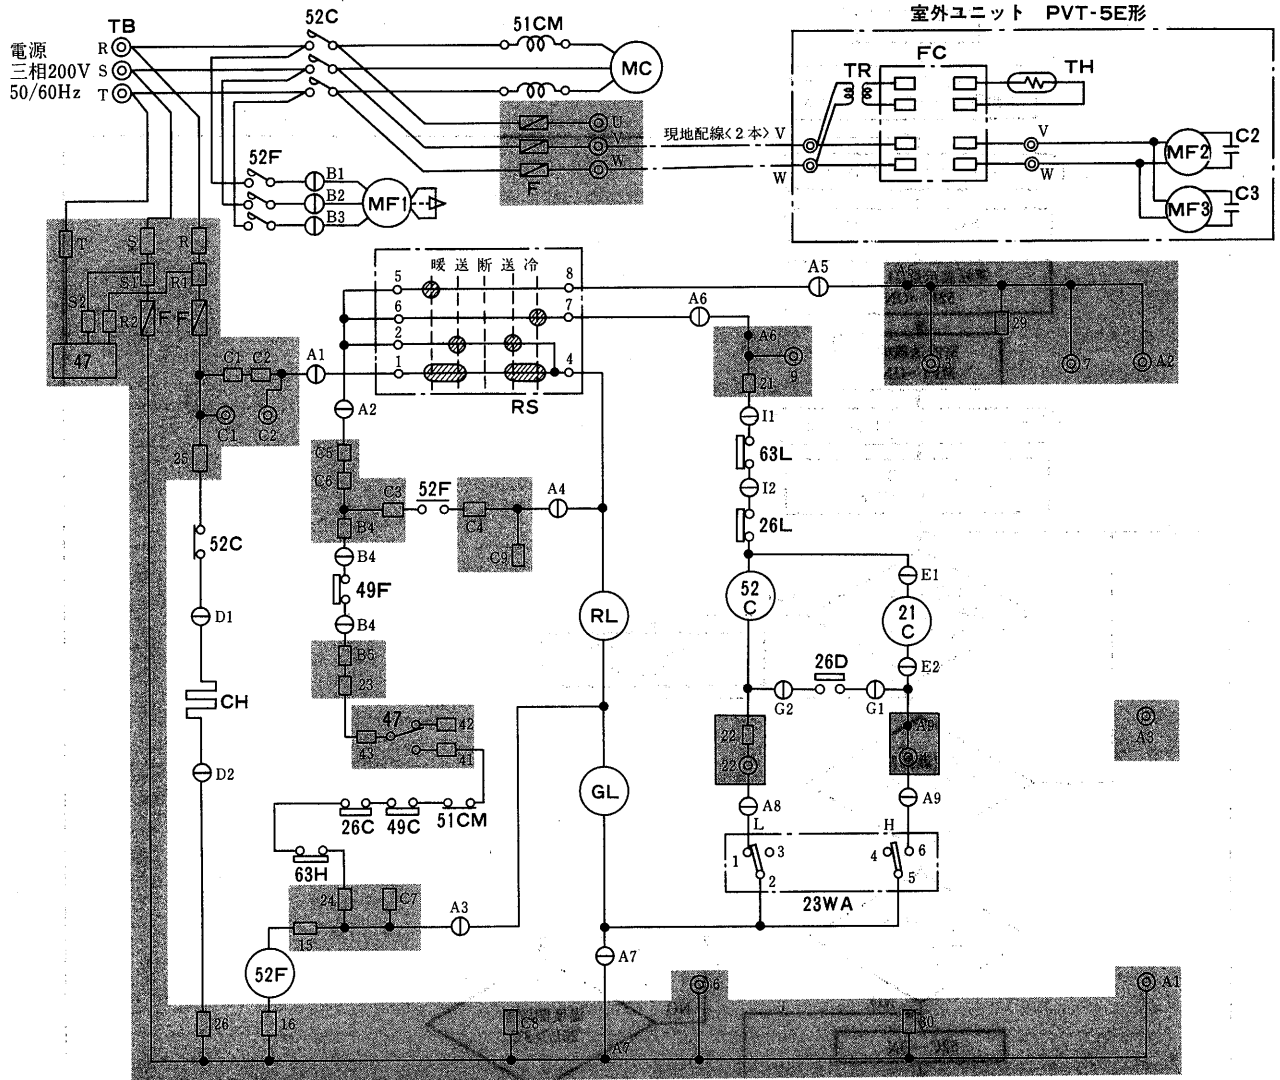 室外ユニット PVT-5E形
TB
52C
51CM
電源
三相200V
50/60Hz
R
S
T
MC
FC
TR
TH
U
V
W
F
現地配線<2本> V
W
V
W
MF2
C2
MF3
C3
52F
B1
B2
B3
MF1
T
S
R
S1
R1
S2
R2
F F
47
暖 送 断 送 冷
5
8
6
7
2
1
4
RS
A5
A6
A6
9
21
29
7
A2
C1
C2
A1
C1
C2
A2
25
C5
C6
C3
52F
C4
A4
C9
B4
B4
49F
B4
B5
23
I1
63L
I2
26L
52C
D1
CH
D2
RL
GL
52
C
E1
21
C
E2
26D
G2
G1
22
22
A9
A3
47
42
43
41
26C
49C
51CM
63H
24
C7
15
A3
A8
L
A9
H
1
3
2
4
6
5
23WA
A7
52F
26
16
C8
A7
6
30
A1